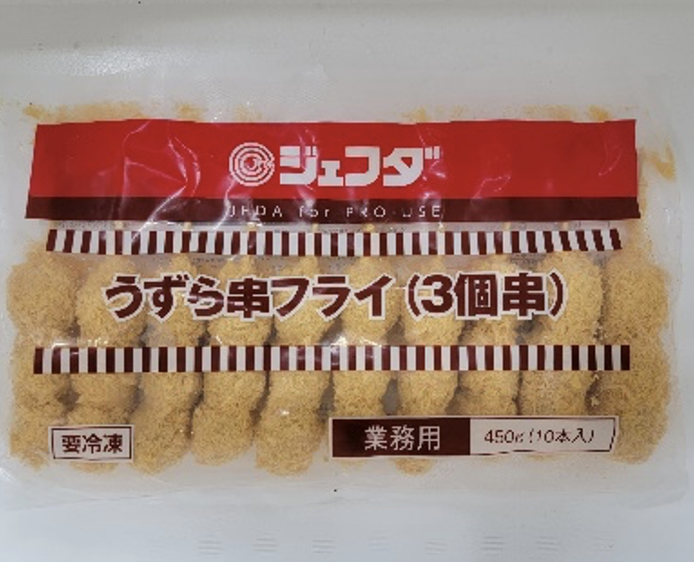 ジェフダ
JFDA for PRO-USE
うずら串フライ(3個串)
要冷凍
業務用
450g(10本入)